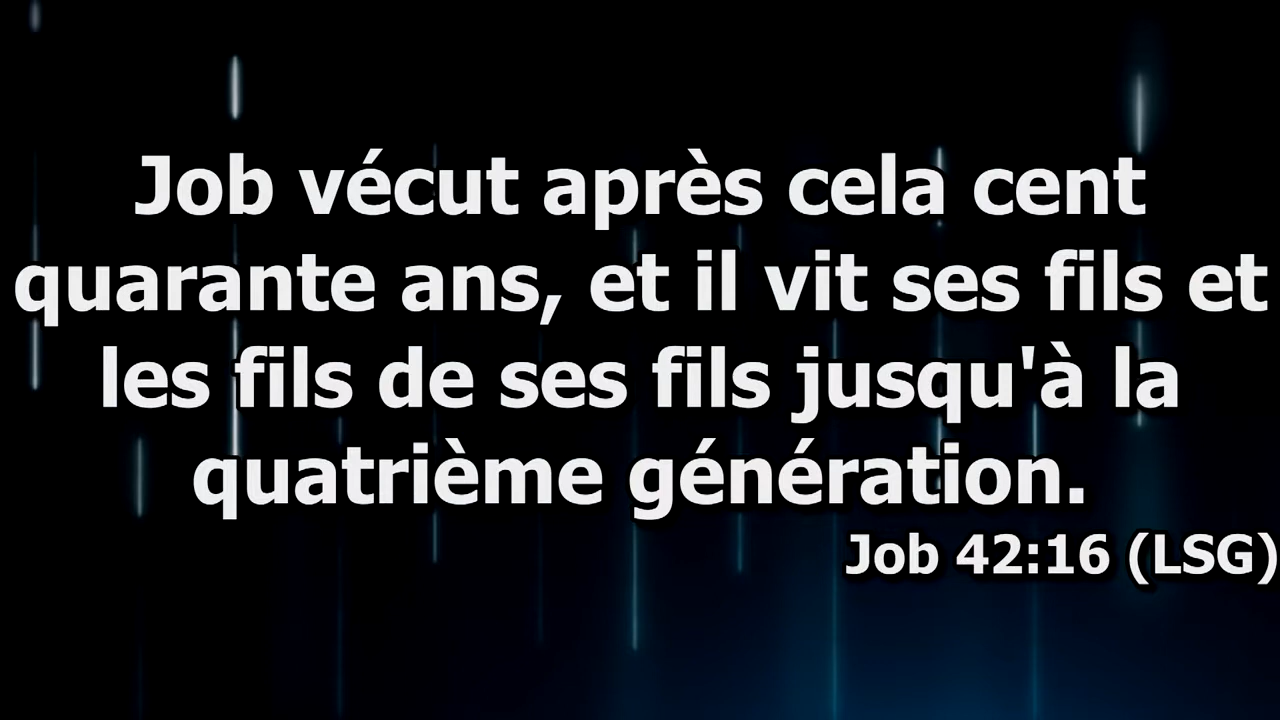 Job vécut après cela cent
quarante ans, et il vit ses fils et
les fils de ses fils jusqu'à la
quatrième génération.
Job 42:16 (LSG)